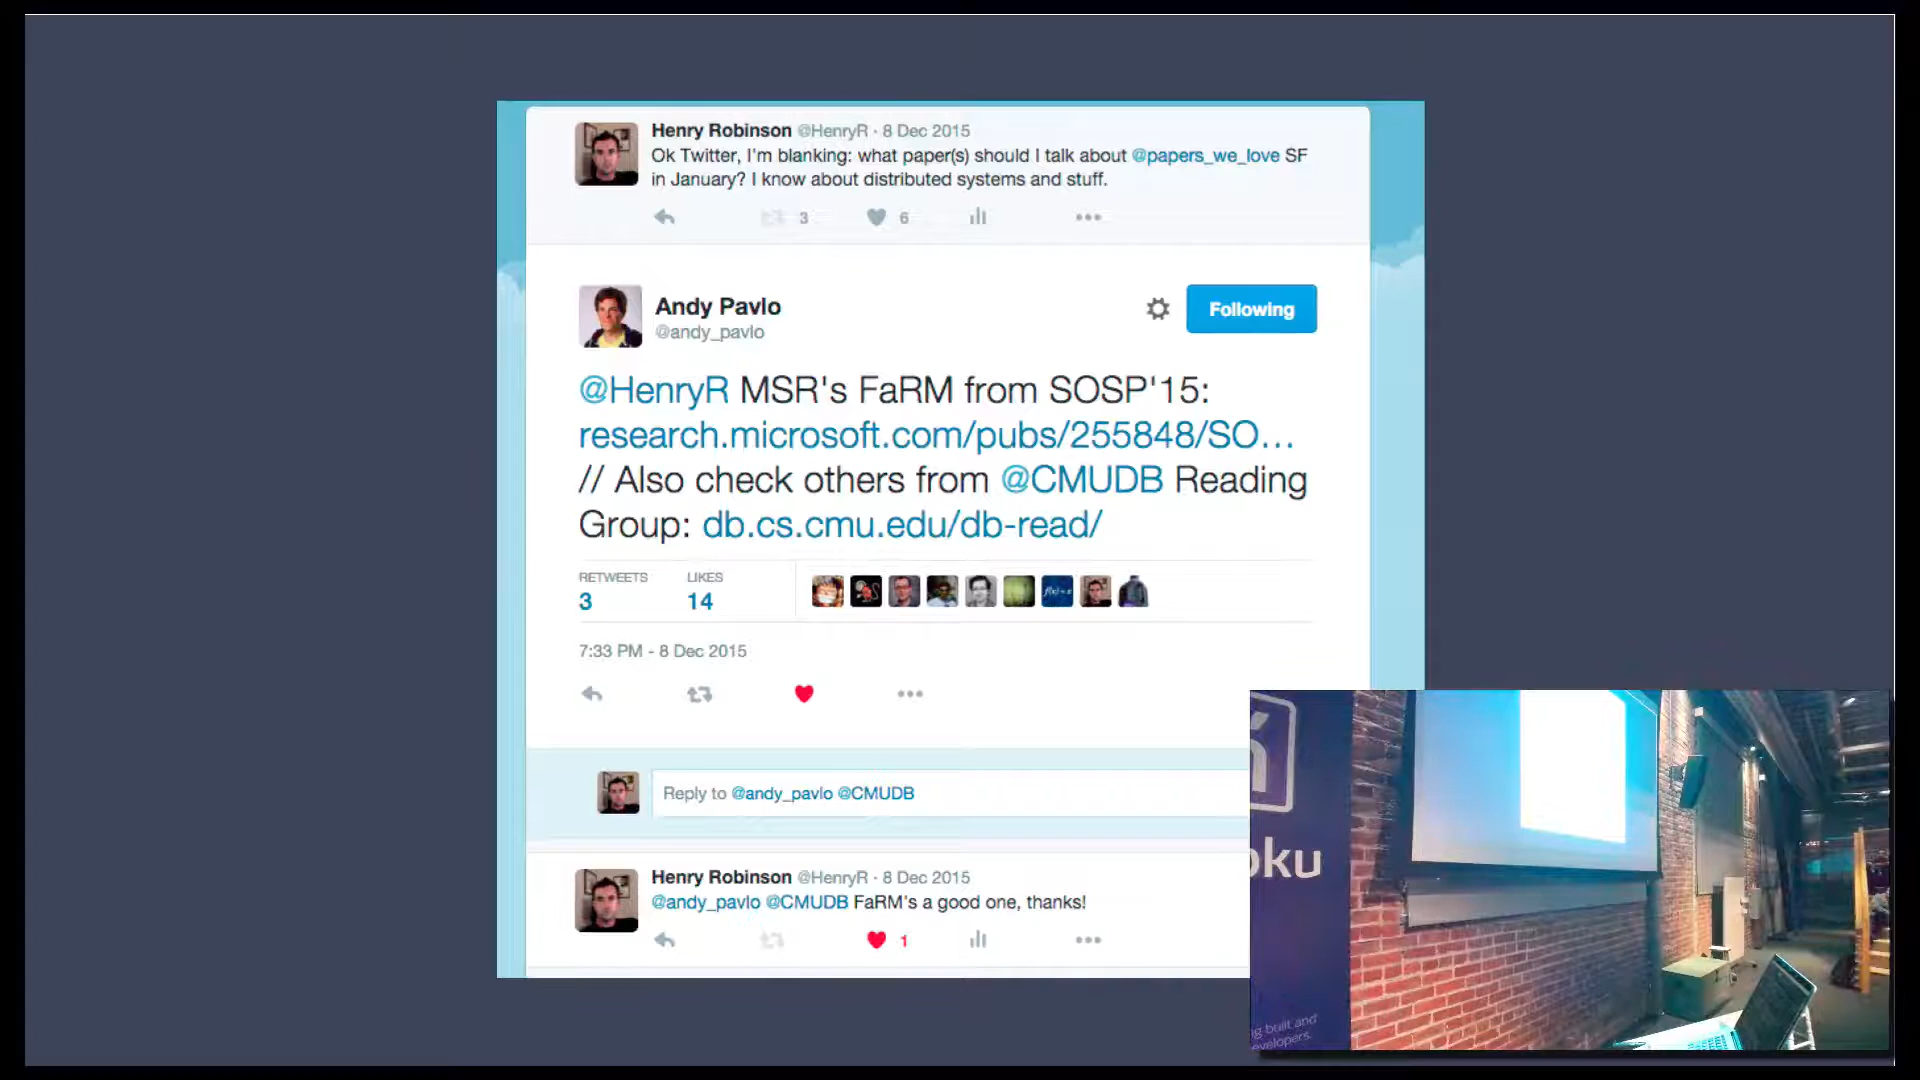 Henry Robinson @HenryR · 8 Dec 2015
Ok Twitter, I'm blanking: what paper(s) should I talk about @papers_we_love SF
in January? I know about distributed systems and stuff.
3 6
Andy Pavlo
@andy_pavlo
Following
@HenryR MSR's FaRM from SOSP'15:
research.microsoft.com/pubs/255848/SO...
// Also check others from @CMUDB Reading
Group: db.cs.cmu.edu/db-read/
RETWEETS LIKES
3 14
7:33 PM - 8 Dec 2015
Reply to @andy_pavlo @CMUDB
Henry Robinson @HenryR · 8 Dec 2015
@andy_pavlo @CMUDB FaRM's a good one, thanks!
1
oku
g built and
evelopers.